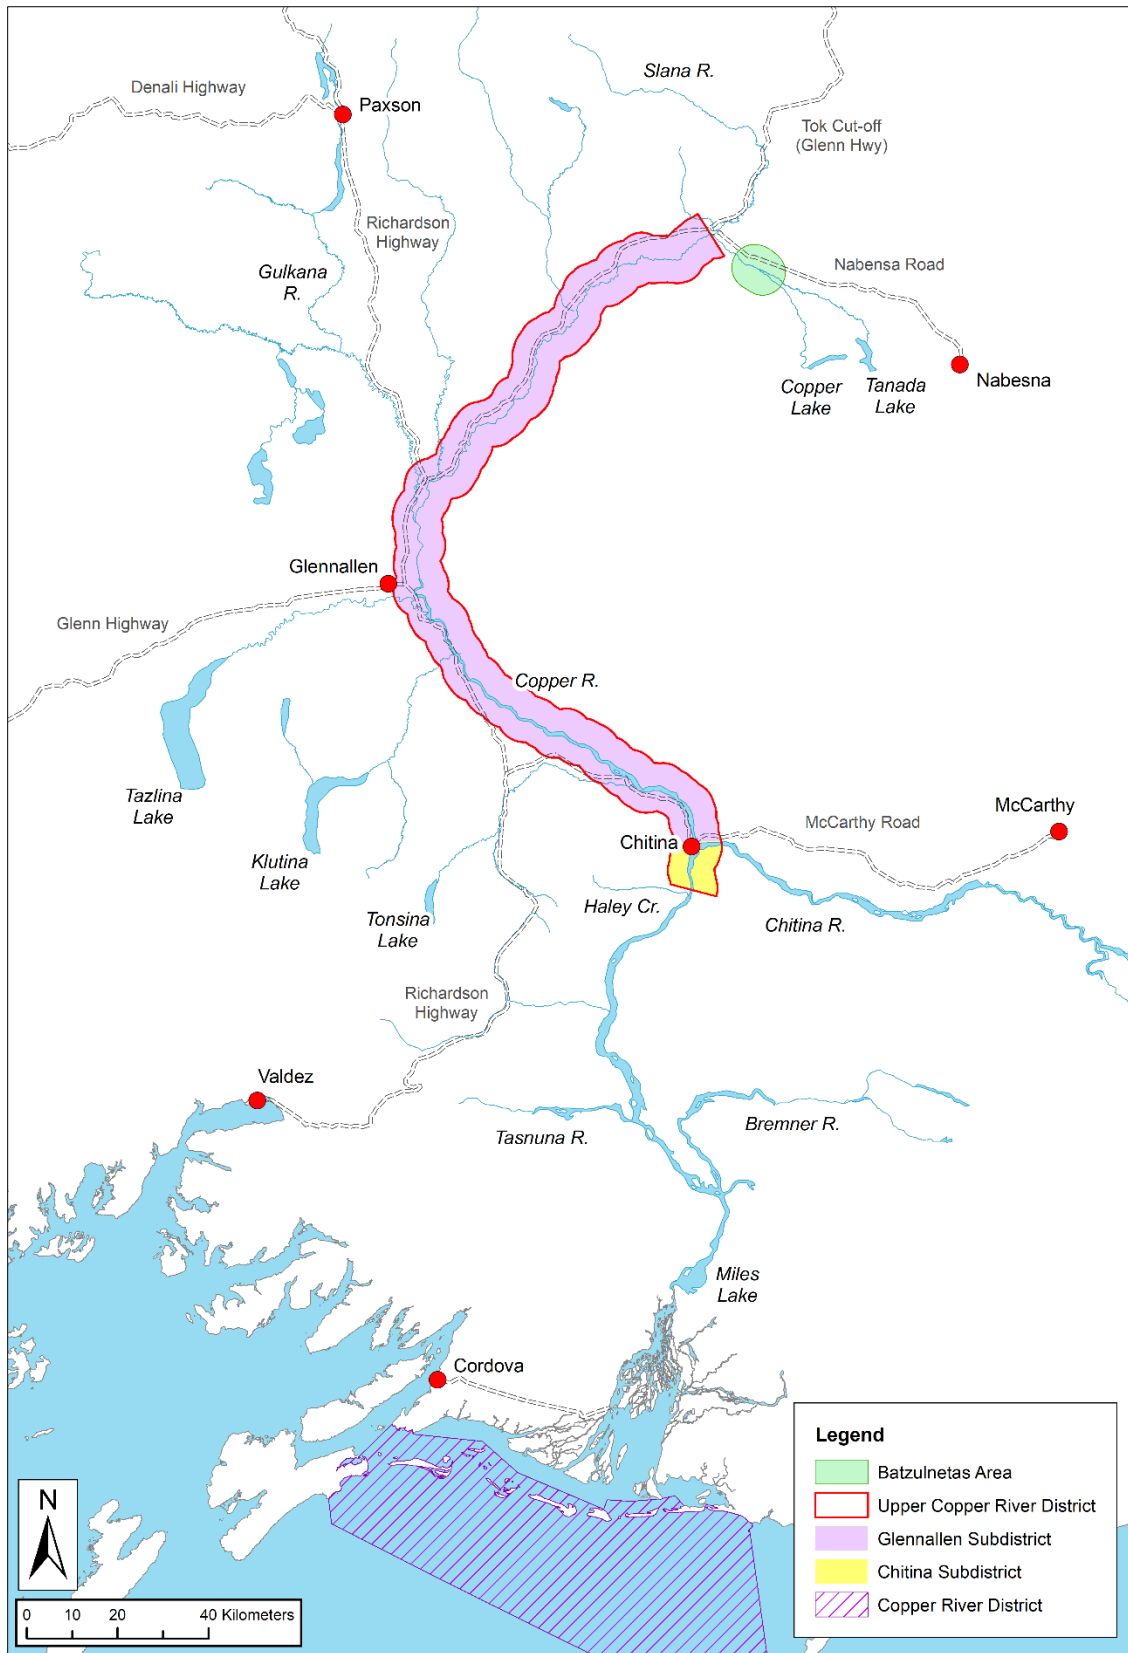 Slana R.
Denali Highway
Paxson
Tok Cut-off
(Glenn Hwy)
Richardson
Highway
Gulkana
R.
Nabensa Road
Copper
Lake
Tanada
Lake
Nabesna
Glennallen
Glenn Highway
Copper R.
Tazlina
Lake
McCarthy
McCarthy Road
Chitina
Klutina
Lake
Tonsina
Lake
Haley Cr.
Chitina R.
Richardson
Highway
Valdez
Tasnuna R.
Bremner R.
Miles
Lake
Cordova
Legend
Batzulnetas Area
Upper Copper River District
Glennallen Subdistrict
Chitina Subdistrict
Copper River District
N
0 10 20 40 Kilometers